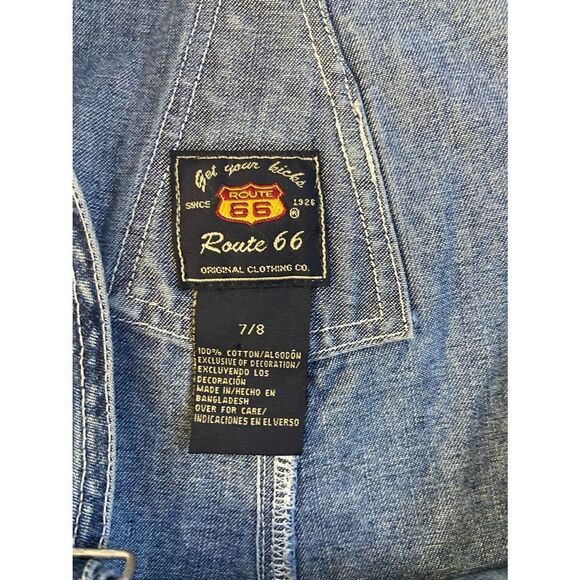 Get your kicks
SINCE ROUTE 1926
66 ®
Route 66
ORIGINAL CLOTHING CO.
7/8
100% COTTON/ALGODÓN
EXCLUSIVE OF DECORATION/
EXCLUYENDO LOS
DECORACIÓN
MADE IN/HECHO EN
BANGLADESH
OVER FOR CARE/
INDICACIONES EN EL VERSO